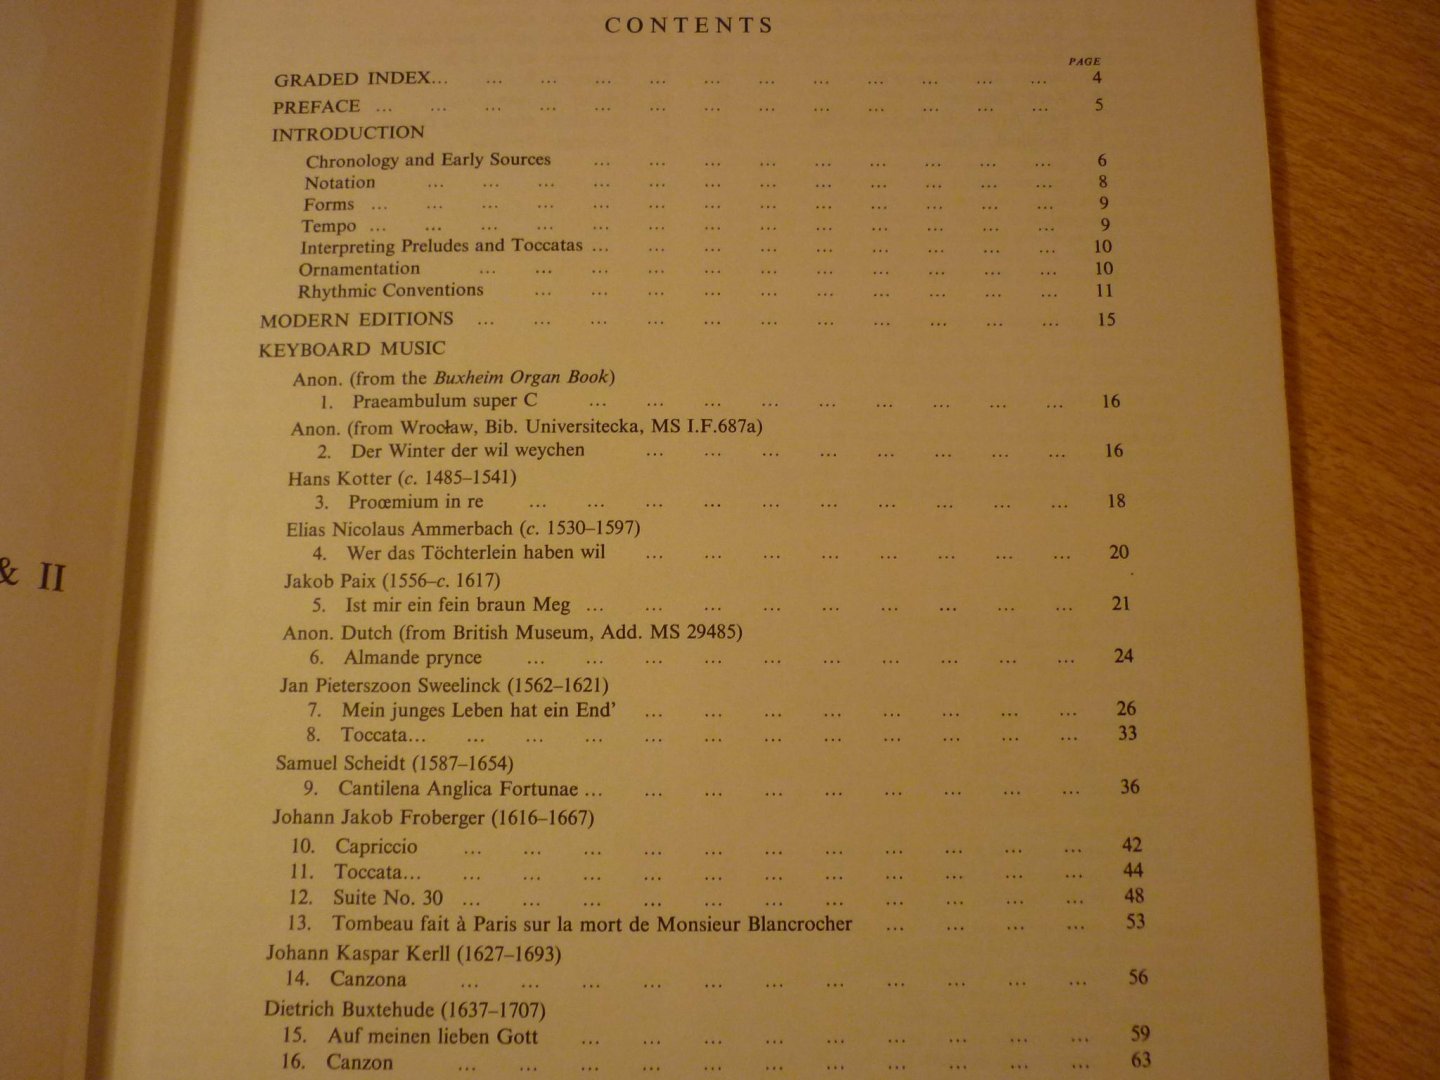 CONTENTS
PAGE
GRADED INDEX... ... ... ... ... ... ... ... ... ... ... ... 4
PREFACE ... ... ... ... ... ... ... ... ... ... ... ... ... 5
INTRODUCTION
Chronology and Early Sources ... ... ... ... ... ... ... ... ... 6
Notation ... ... ... ... ... ... ... ... ... ... ... ... 8
Forms ... ... ... ... ... ... ... ... ... ... ... ... ... 9
Tempo ... ... ... ... ... ... ... ... ... ... ... ... ... 9
Interpreting Preludes and Toccatas ... ... ... ... ... ... ... ... ... 10
Ornamentation ... ... ... ... ... ... ... ... ... ... ... 10
Rhythmic Conventions ... ... ... ... ... ... ... ... ... ... 11
MODERN EDITIONS ... ... ... ... ... ... ... ... ... ... ... 15
KEYBOARD MUSIC
Anon. (from the Buxheim Organ Book)
1. Praeambulum super C ... ... ... ... ... ... ... ... ... 16
Anon. (from Wrocław, Bib. Universitecka, MS I.F.687a)
2. Der Winter der wil weychen ... ... ... ... ... ... ... ... 16
Hans Kotter (c. 1485–1541)
3. Proœmium in re ... ... ... ... ... ... ... ... ... ... 18
Elias Nicolaus Ammerbach (c. 1530–1597)
4. Wer das Töchterlein haben wil ... ... ... ... ... ... ... ... 20
Jakob Paix (1556–c. 1617)
5. Ist mir ein fein braun Meg ... ... ... ... ... ... ... ... ... 21
Anon. Dutch (from British Museum, Add. MS 29485)
6. Almande prynce ... ... ... ... ... ... ... ... ... ... 24
Jan Pieterszoon Sweelinck (1562–1621)
7. Mein junges Leben hat ein End' ... ... ... ... ... ... ... ... 26
8. Toccata... ... ... ... ... ... ... ... ... ... ... ... 33
Samuel Scheidt (1587–1654)
9. Cantilena Anglica Fortunae ... ... ... ... ... ... ... ... ... 36
Johann Jakob Froberger (1616–1667)
10. Capriccio ... ... ... ... ... ... ... ... ... ... ... 42
11. Toccata... ... ... ... ... ... ... ... ... ... ... ... 44
12. Suite No. 30 ... ... ... ... ... ... ... ... ... ... ... 48
13. Tombeau fait à Paris sur la mort de Monsieur Blancrocher ... ... ... ... 53
Johann Kaspar Kerll (1627–1693)
14. Canzona ... ... ... ... ... ... ... ... ... ... ... 56
Dietrich Buxtehude (1637–1707)
15. Auf meinen lieben Gott ... ... ... ... ... ... ... ... ... 59
16. Canzon ... ... ... ... ... ... ... ... ... ... ... 63
& II